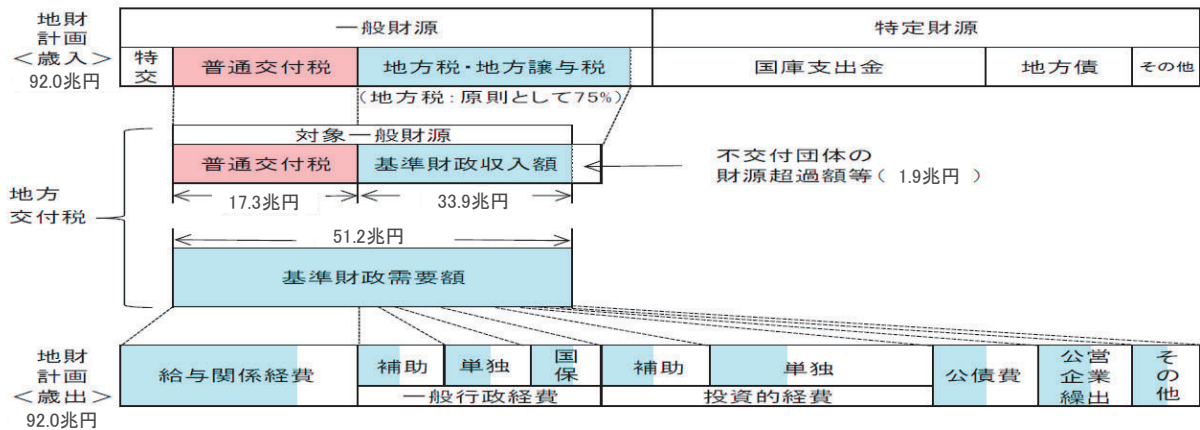 地財
計画
<歳入>
92.0兆円
一般財源
特定財源
特交
普通交付税
地方税・地方譲与税
国庫支出金
地方債
その他
(地方税:原則として75%)
対象一般財源
普通交付税
基準財政収入額
不交付団体の
財源超過額等( 1.9兆円 )
17.3兆円
33.9兆円
地方
交付税
51.2兆円
基準財政需要額
地財
計画
<歳出>
92.0兆円
給与関係経費
補助
単独
国保
一般行政経費
補助
単独
投資的経費
公債費
公営
企業
繰出
その他